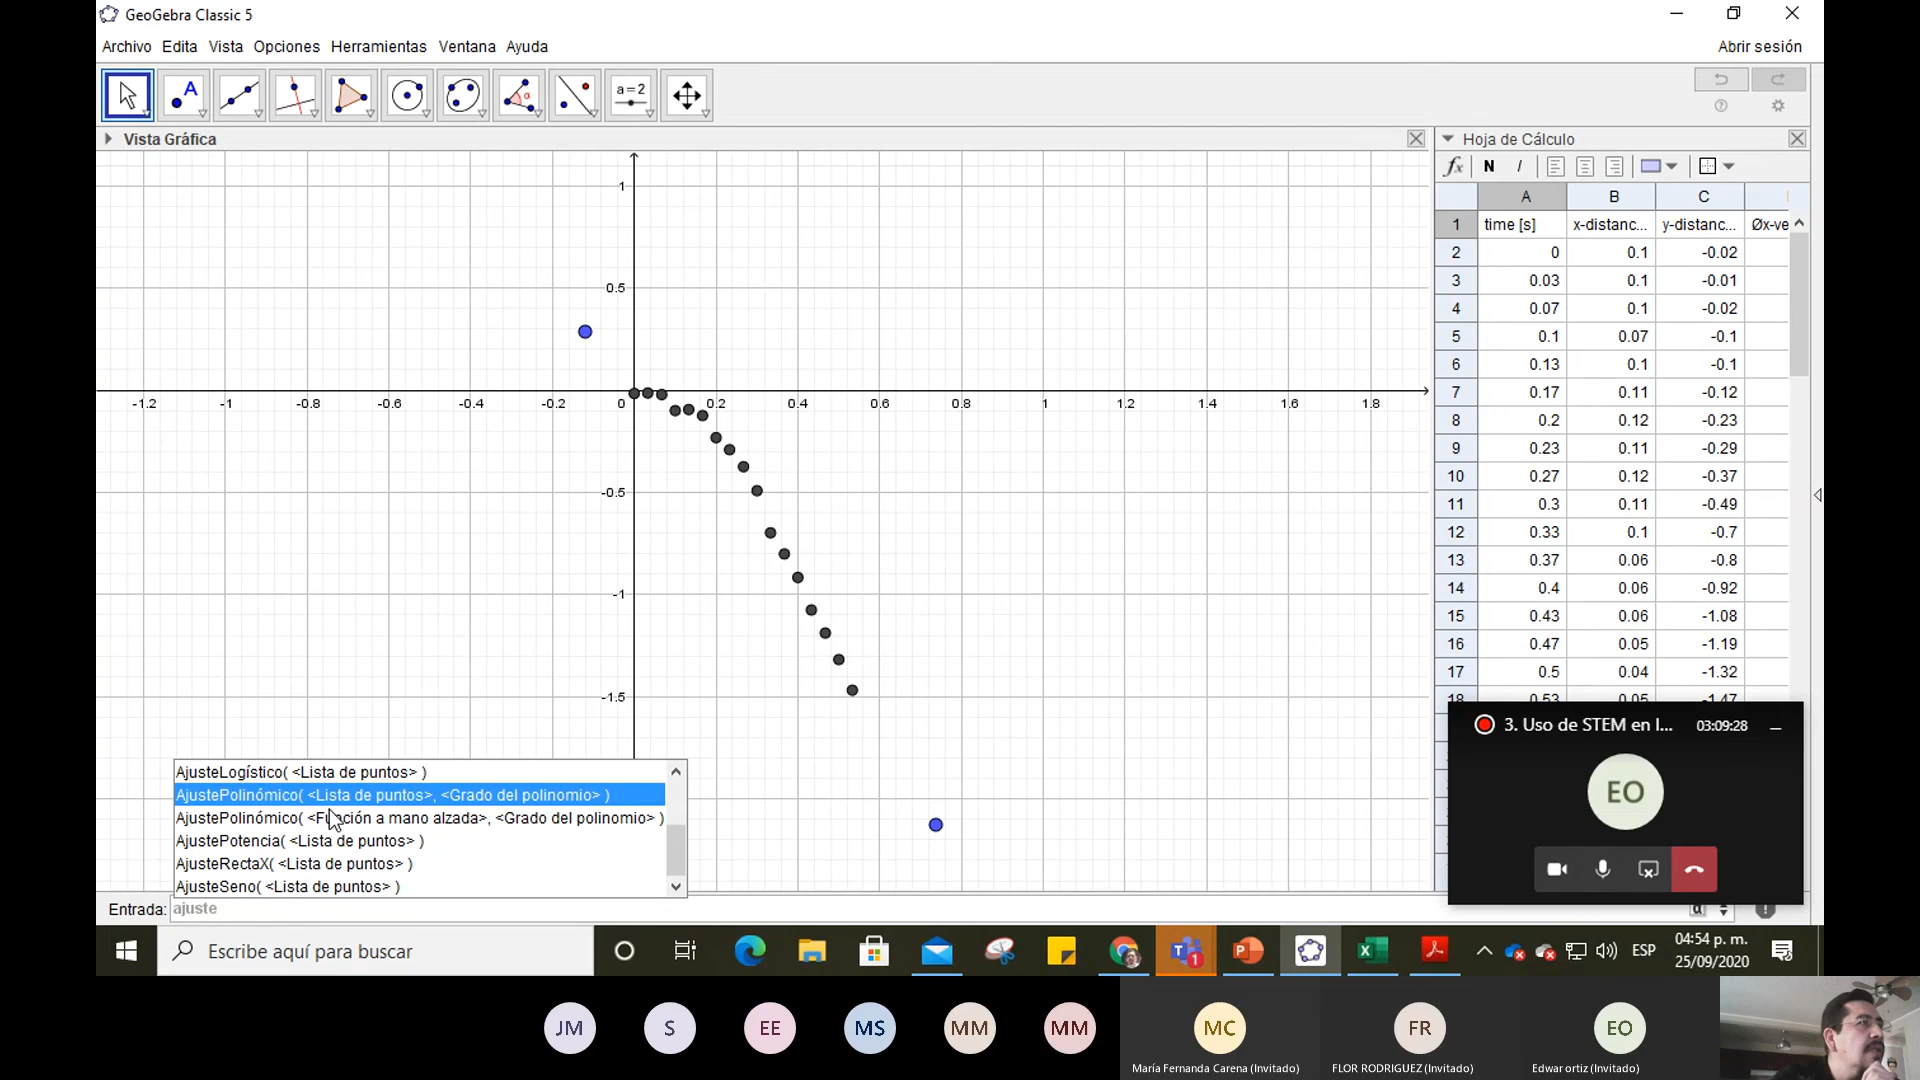 GeoGebra Classic 5
Archivo Edita Vista Opciones Herramientas Ventana Ayuda
Abrir sesión
A
α
a = 2
Vista Gráfica
Hoja de Cálculo
fx N I
A B C
1 time [s] x-distanc... y-distanc... Øx-ve
2 0 0.1 -0.02
3 0.03 0.1 -0.01
4 0.07 0.1 -0.02
5 0.1 0.07 -0.1
6 0.13 0.1 -0.1
7 0.17 0.11 -0.12
8 0.2 0.12 -0.23
9 0.23 0.11 -0.29
10 0.27 0.12 -0.37
11 0.3 0.11 -0.49
12 0.33 0.1 -0.7
13 0.37 0.06 -0.8
14 0.4 0.06 -0.92
15 0.43 0.06 -1.08
16 0.47 0.05 -1.19
17 0.5 0.04 -1.32
18 0.53 0.05 -1.47
1
0.5
-1.2 -1 -0.8 -0.6 -0.4 -0.2 0 0.2 0.4 0.6 0.8 1 1.2 1.4 1.6 1.8
-0.5
-1
-1.5
3. Uso de STEM en l... 03:09:28
EO
AjusteLogístico( <Lista de puntos> )
AjustePolinómico( <Lista de puntos>, <Grado del polinomio> )
AjustePolinómico( <Función a mano alzada>, <Grado del polinomio> )
AjustePotencia( <Lista de puntos> )
AjusteRectaX( <Lista de puntos> )
AjusteSeno( <Lista de puntos> )
Entrada: ajuste
α
Escribe aquí para buscar
1
ESP
04:54 p. m.
25/09/2020
JM S EE MS MM MM MC FR EO
María Fernanda Carena (Invitado) FLOR RODRIGUEZ (Invitado) Edwar ortiz (Invitado)